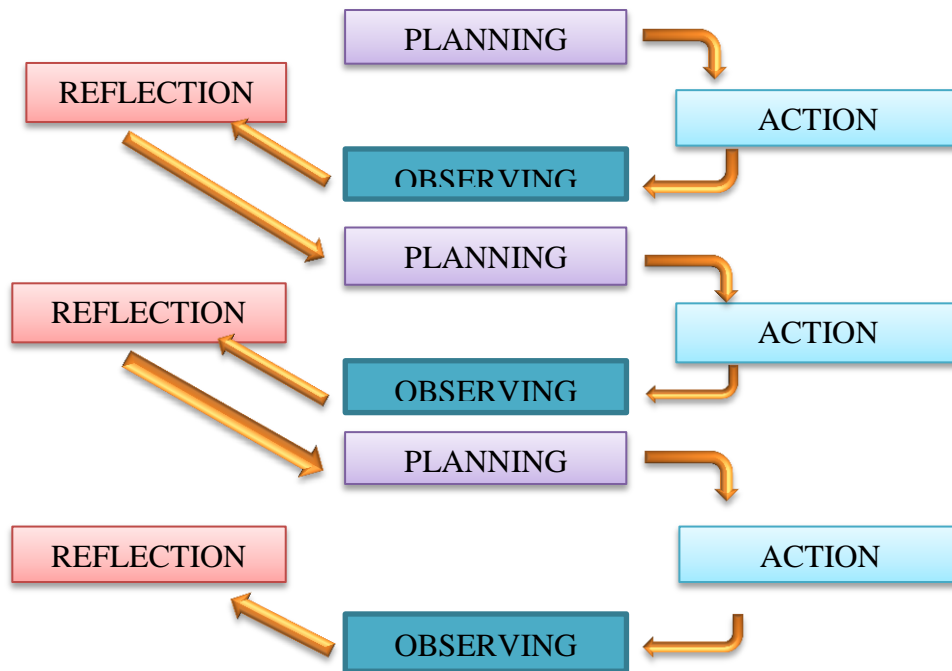 PLANNING
REFLECTION
ACTION
OBSERVING
PLANNING
REFLECTION
ACTION
OBSERVING
PLANNING
REFLECTION
ACTION
OBSERVING